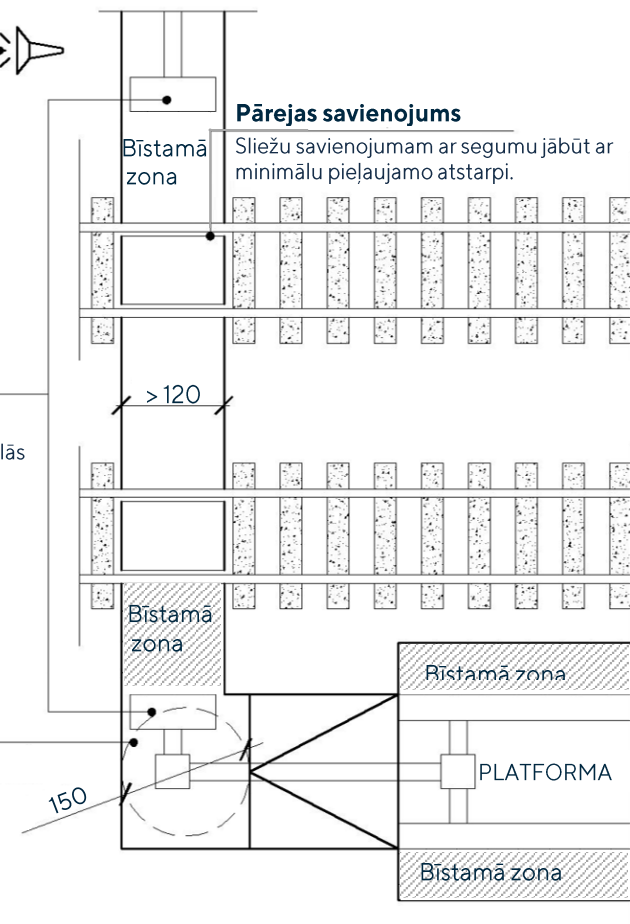 Pārejas savienojums
Sliežu savienojumam ar segumu jābūt ar
minimālu pieļaujamo atstarpi.
Bīstamā
zona
> 120
lās
Bīstamā
zona
Bīstamā zona
PLATFORMA
150
Bīstamā zona